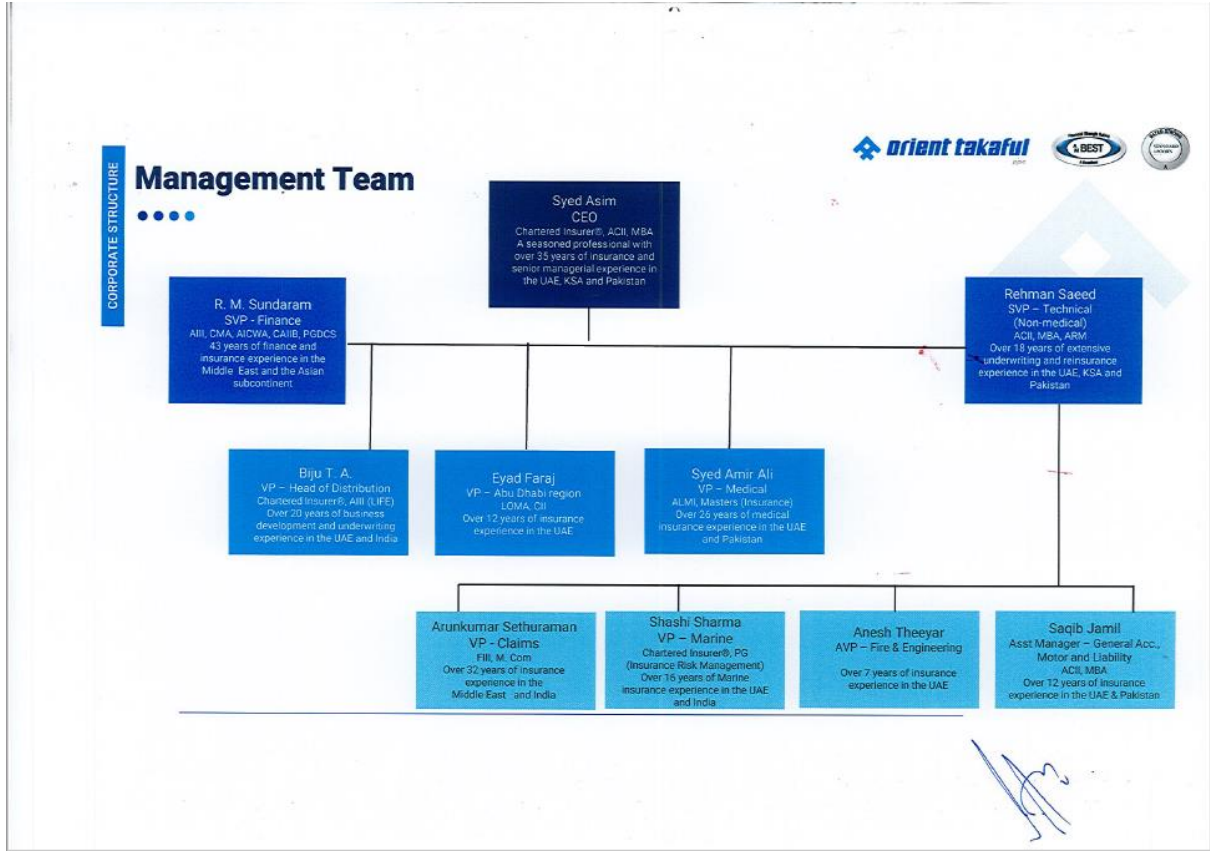 CORPORATE STRUCTURE
Management Team
orient takaful
BEST
Syed Asim
CEO
Chartered Insurer®, ACII, MBA
A seasoned professional with
over 35 years of insurance and
senior managerial experience in
the UAE, KSA and Pakistan
R. M. Sundaram
SVP - Finance
AIII, CMA, AICWA, CAIIB, PGDCS
43 years of finance and
insurance experience in the
Middle East and the Asian
subcontinent
Rehman Saeed
SVP – Technical
(Non-medical)
ACII, MBA, ARM
Over 18 years of extensive
underwriting and reinsurance
experience in the UAE, KSA and
Pakistan
Biju T. A.
VP – Head of Distribution
Chartered Insurer®, AIII (LIFE)
Over 20 years of business
development and underwriting
experience in the UAE and India
Eyad Faraj
VP – Abu Dhabi region
LOMA, CII
Over 12 years of insurance
experience in the UAE
Syed Amir Ali
VP – Medical
ALMI, Masters (Insurance)
Over 26 years of medical
insurance experience in the UAE
and Pakistan
Arunkumar Sethuraman
VP - Claims
FIII, M. Com
Over 32 years of insurance
experience in the
Middle East and India
Shashi Sharma
VP – Marine
Chartered Insurer®, PG
(Insurance Risk Management)
Over 16 years of Marine
insurance experience in the UAE
and India
Anesh Theeyar
AVP – Fire & Engineering
Over 7 years of insurance
experience in the UAE
Saqib Jamil
Asst Manager – General Acc.,
Motor and Liability
ACII, MBA
Over 12 years of insurance
experience in the UAE & Pakistan